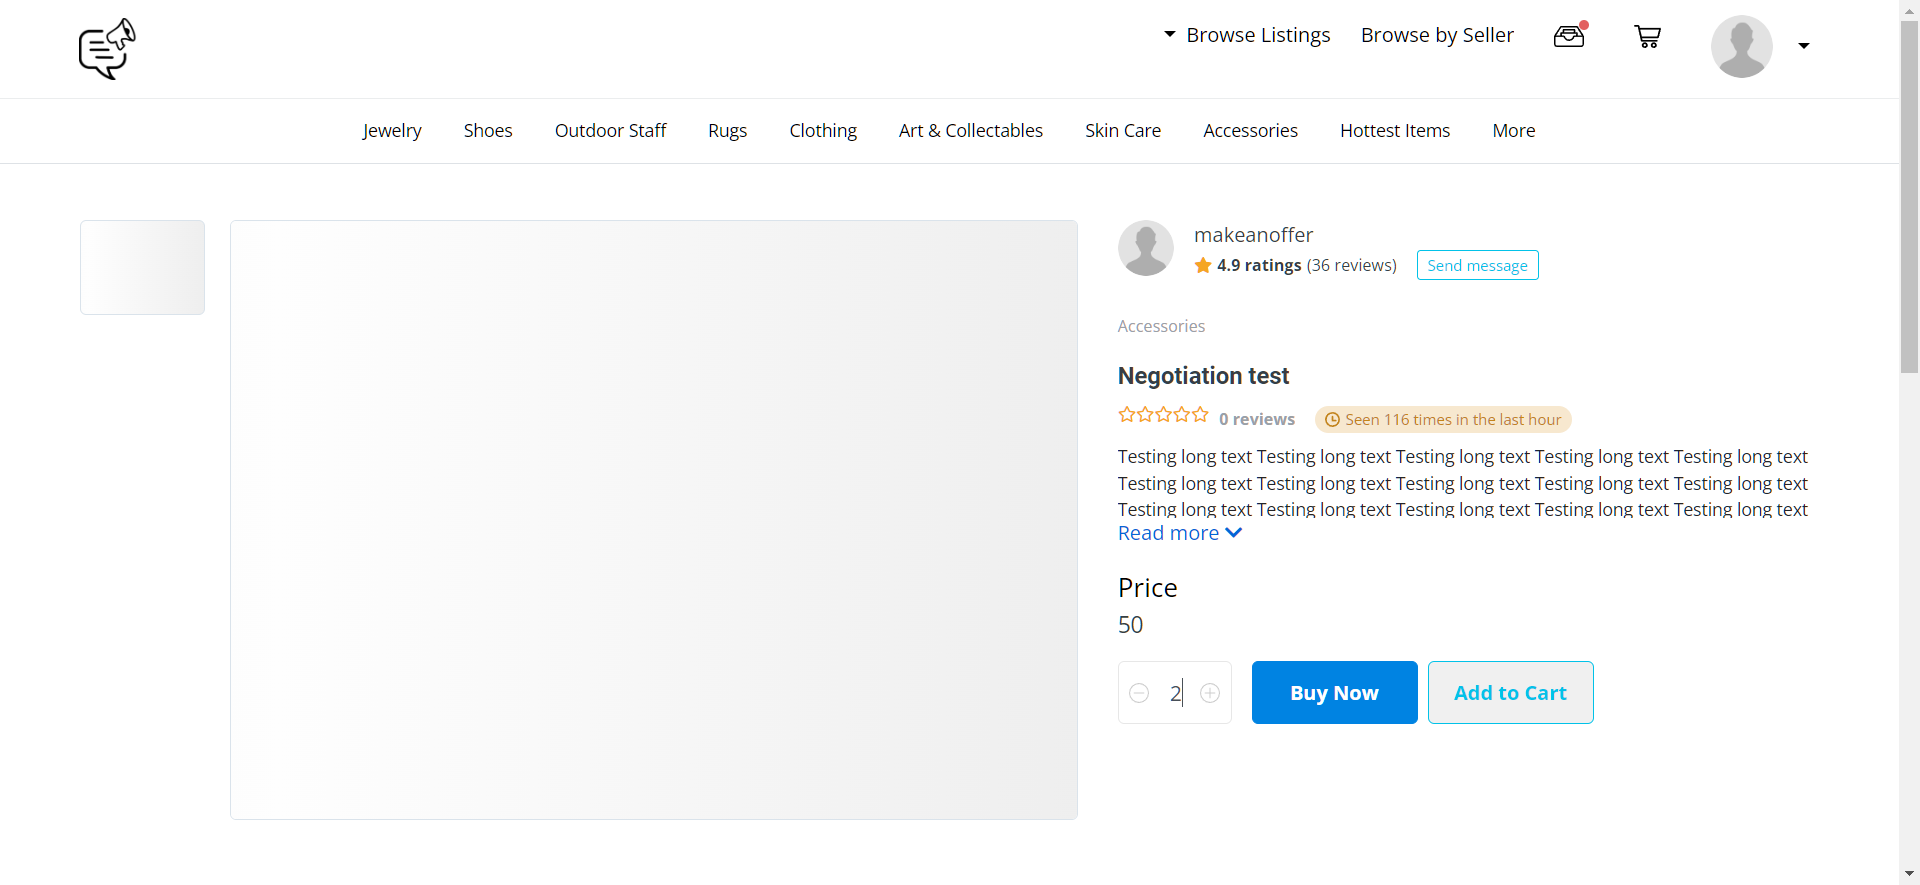 Browse Listings Browse by Seller
Jewelry Shoes Outdoor Staff Rugs Clothing Art & Collectables Skin Care Accessories Hottest Items More
makeanoffer
4.9 ratings (36 reviews) Send message
Accessories
Negotiation test
0 reviews Seen 116 times in the last hour
Testing long text Testing long text Testing long text Testing long text Testing long text
Testing long text Testing long text Testing long text Testing long text Testing long text
Testing long text Testing long text Testing long text Testing long text Testing long text
Read more
Price
50
2 Buy Now Add to Cart